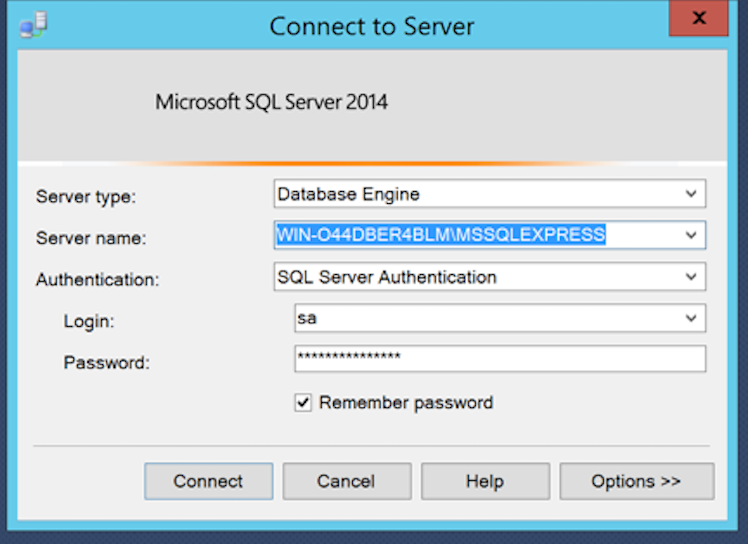 Connect to Server
x
Microsoft SQL Server 2014
Server type: Database Engine
Server name: WIN-O44DBER4BLM\MSSQLEXPRESS
Authentication: SQL Server Authentication
Login: sa
Password: ***************
Remember password
Connect Cancel Help Options >>